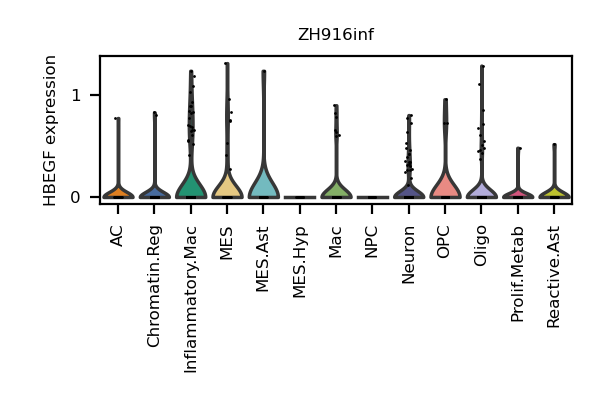 ZH916inf
HBEGF expression
1
0
AC
Chromatin.Reg
Inflammatory.Mac
MES
MES.Ast
MES.Hyp
Mac
NPC
Neuron
OPC
Oligo
Prolif.Metab
Reactive.Ast